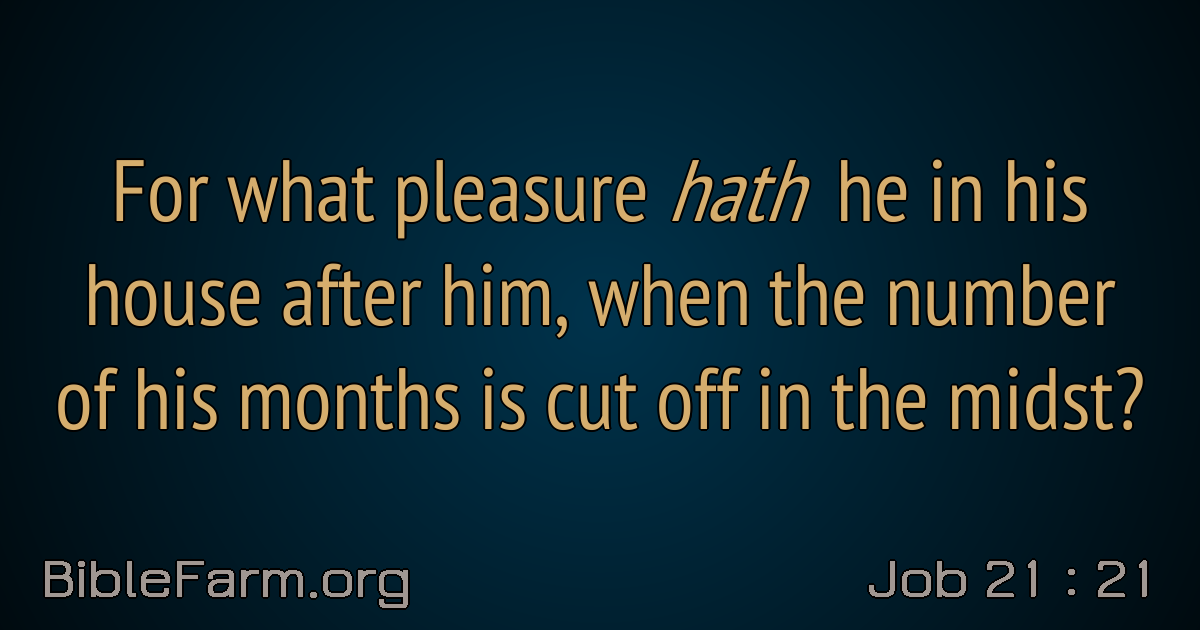 For what pleasure hath he in his
house after him, when the number
of his months is cut off in the midst?
BibleFarm.org
Job 21 : 21